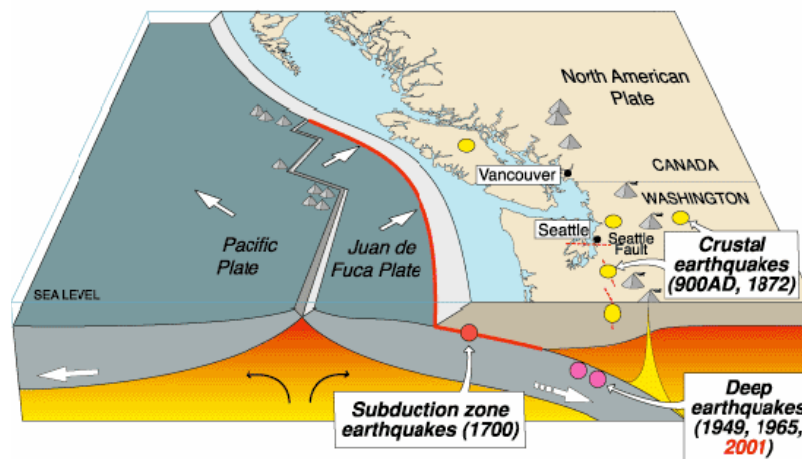 North American
Plate
Vancouver
CANADA
WASHINGTON
Seattle
Seattle
Fault
Pacific
Plate
Juan de
Fuca Plate
Crustal
earthquakes
(900AD, 1872)
SEA LEVEL
Subduction zone
earthquakes (1700)
Deep
earthquakes
(1949, 1965,
2001)